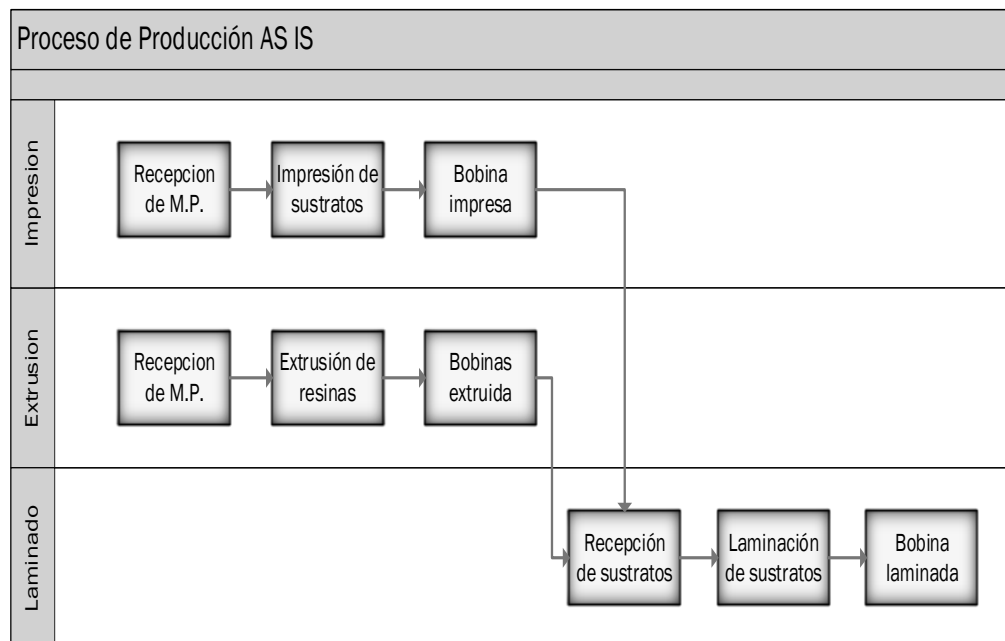 Proceso de Producción AS IS
Impresion
Recepcion
de M.P.
Impresión de
sustratos
Bobina
impresa
Extrusion
Recepcion
de M.P.
Extrusión de
resinas
Bobinas
extruida
Laminado
Recepción
de sustratos
Laminación
de sustratos
Bobina
laminada